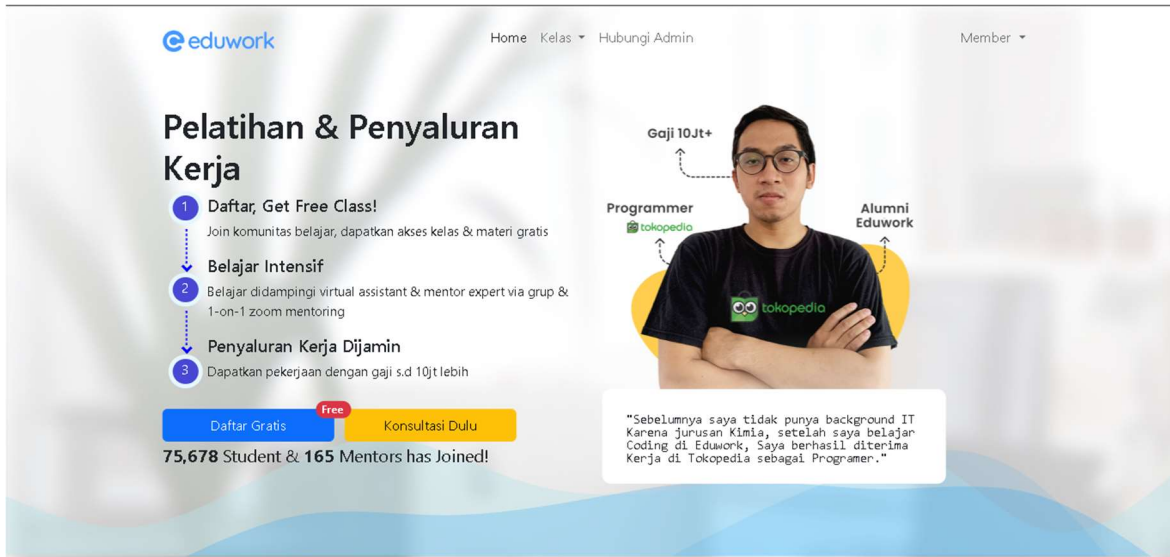 eduwork
Home Kelas Hubungi Admin
Member
Pelatihan & Penyaluran
Kerja
1
Daftar, Get Free Class!
Join komunitas belajar, dapatkan akses kelas & materi gratis
2
Belajar Intensif
Belajar didampingi virtual assistant & mentor expert via grup &
1-on-1 zoom mentoring
3
Penyaluran Kerja Dijamin
Dapatkan pekerjaan dengan gaji s.d 10jt lebih
Daftar Gratis
Free
Konsultasi Dulu
75,678 Student & 165 Mentors has Joined!
Gaji 10Jt+
Programmer
tokopedia
Alumni
Eduwork
tokopedia
"Sebelumnya saya tidak punya background IT
Karena jurusan Kimia, setelah saya belajar
Coding di Eduwork, Saya berhasil diterima
Kerja di Tokopedia sebagai Programer."